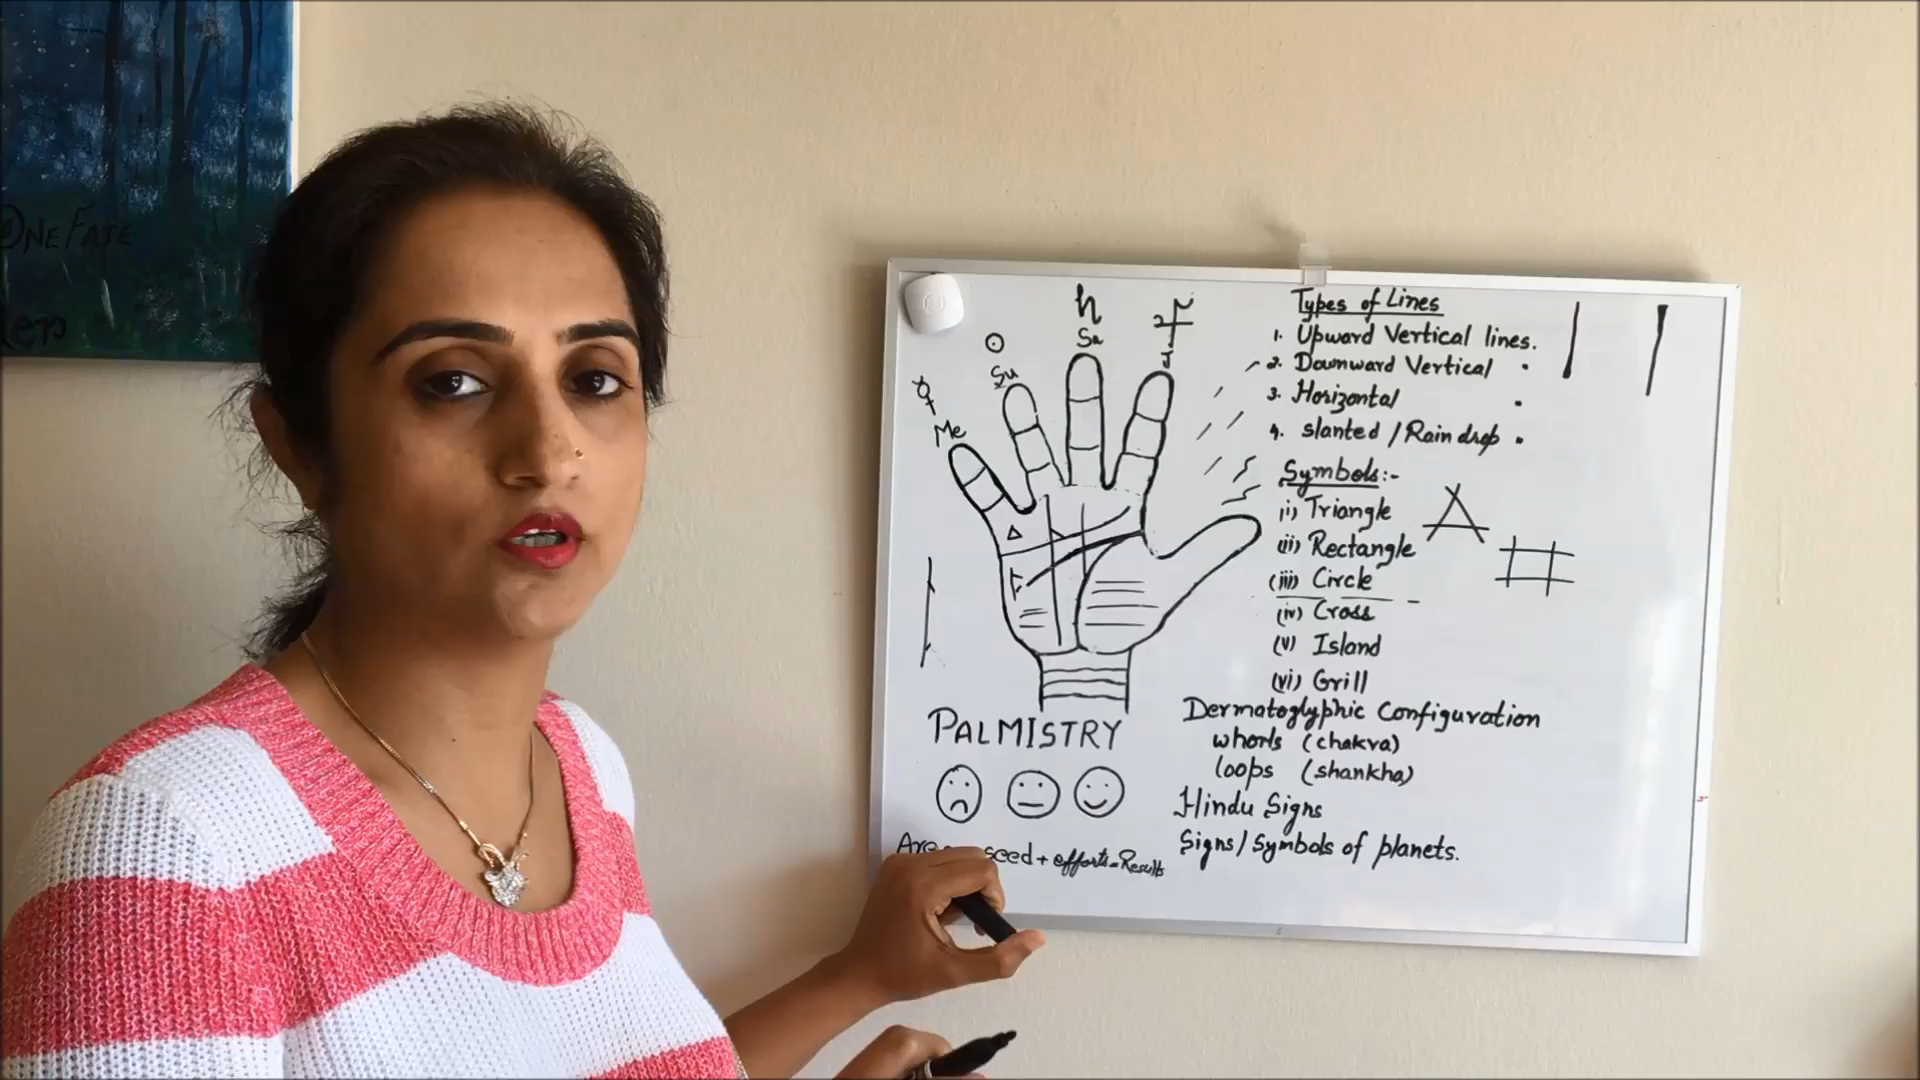 ONE FATE
h
Sa
J
Su
Me
PALMISTRY
seed + efforts = Results
Types of Lines
1. Upward Vertical lines.
2. Downward Vertical "
3. Horizontal "
4. slanted / Rain drop "
Symbols:-
(i) Triangle
(ii) Rectangle
(iii) Circle
(iv) Cross
(v) Island
(vi) Grill
Dermatoglyphic Configuration
whorls (chakra)
loops (shankha)
Hindu Signs
Signs/Symbols of planets.